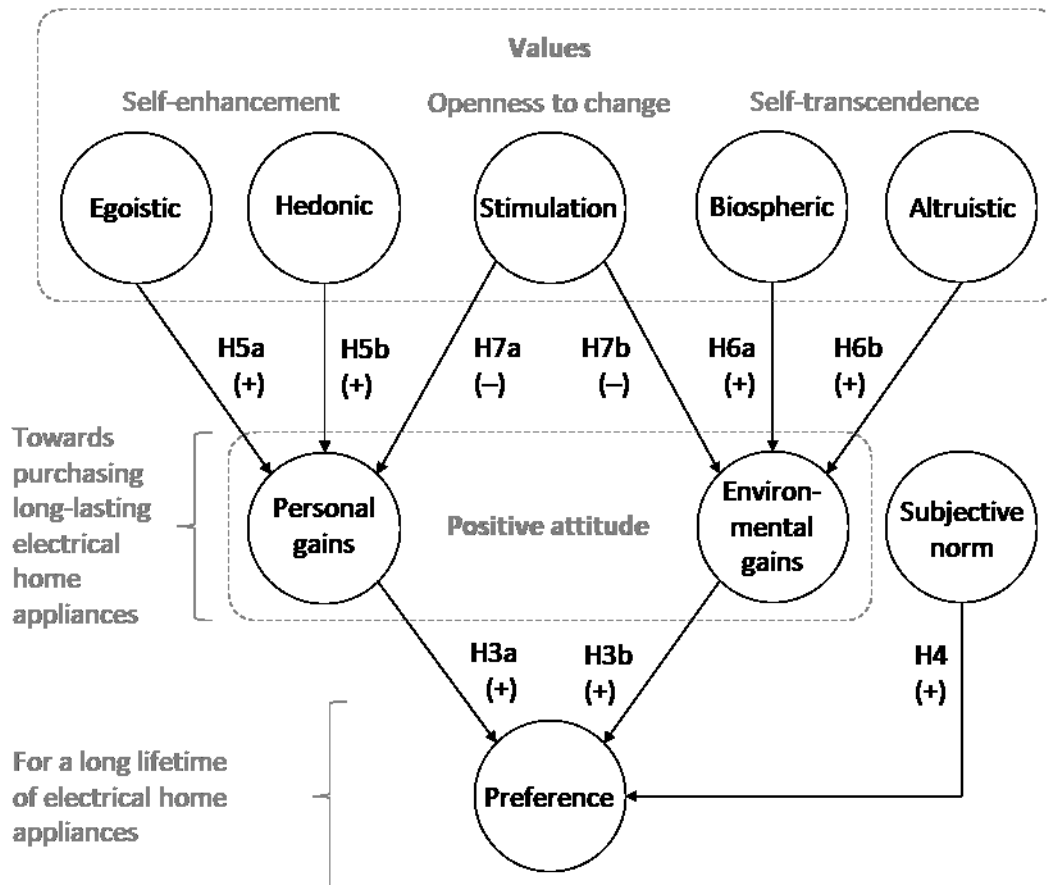 Values
Self-enhancement
Openness to change
Self-transcendence
Egoistic
Hedonic
Stimulation
Biospheric
Altruistic
H5a
(+)
H5b
(+)
H7a
(–)
H7b
(–)
H6a
(+)
H6b
(+)
Towards
purchasing
long-lasting
electrical
home
appliances
Personal
gains
Positive attitude
Environ-
mental
gains
Subjective
norm
H3a
(+)
H3b
(+)
H4
(+)
For a long lifetime
of electrical home
appliances
Preference